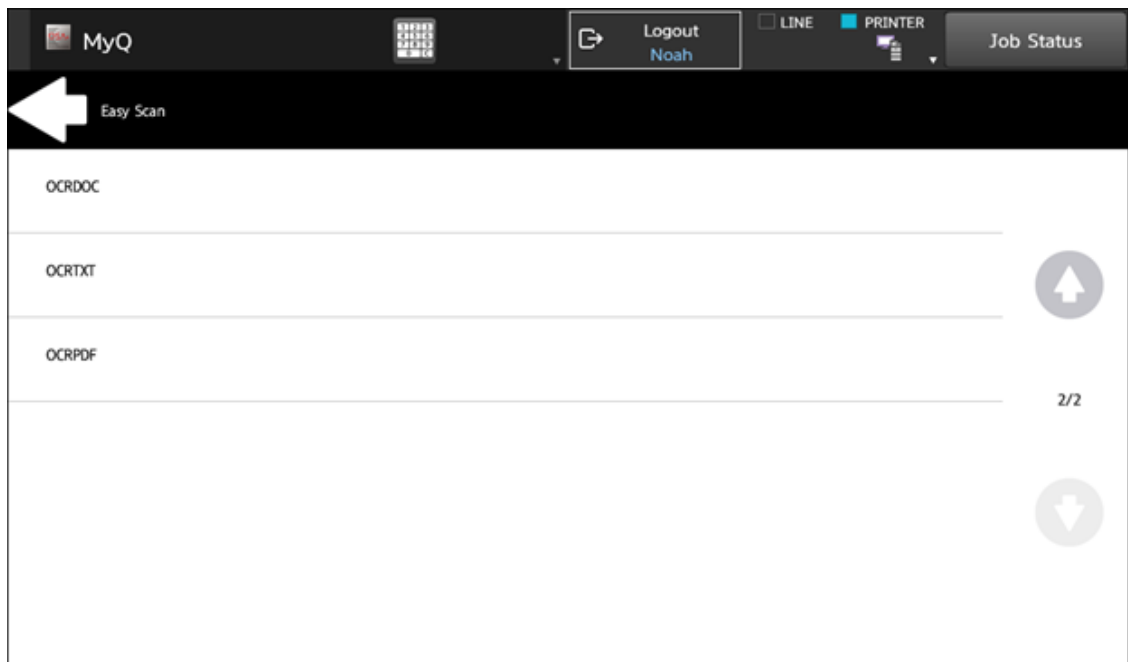 MyQ
Logout
Noah
LINE
PRINTER
Job Status
Easy Scan
OCRDOC
OCRTXT
OCRPDF
2/2